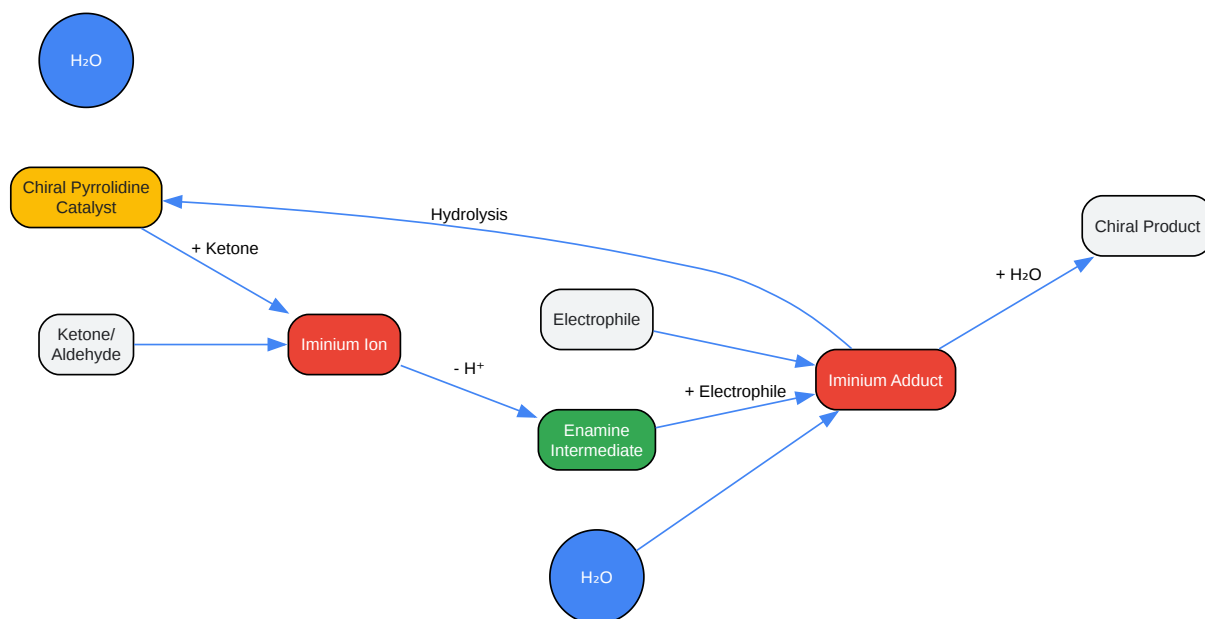 H₂O
Chiral Pyrrolidine
Catalyst
Hydrolysis
+ Ketone
Chiral Product
+ H₂O
Ketone/
Aldehyde
Iminium Ion
Electrophile
- H⁺
Iminium Adduct
+ Electrophile
Enamine
Intermediate
H₂O